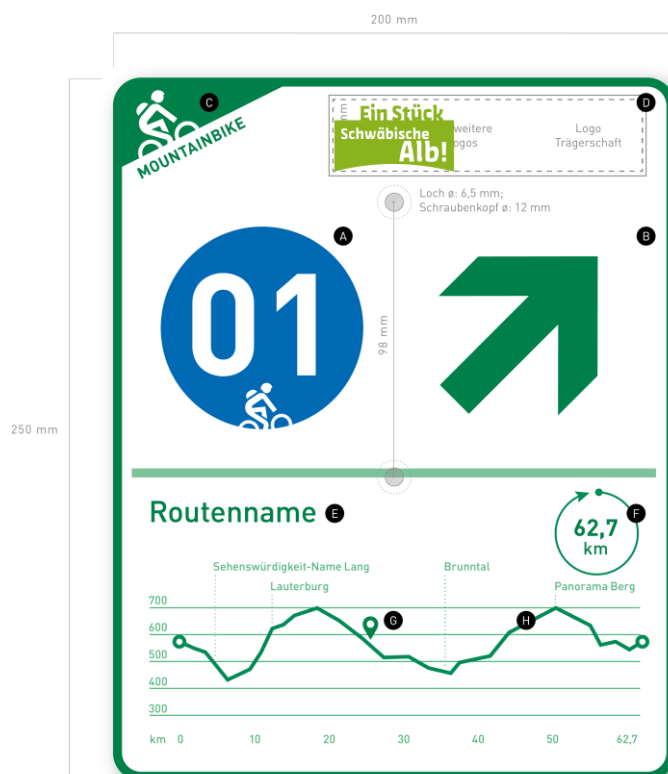 200 mm
C
D
MOUNTAINBIKE
mm
Ein Stück
Schwäbische
Alb!
weitere
ogos
Logo
Trägerschaft
Loch ø: 6,5 mm;
Schraubenkopf ø: 12 mm
A
B
01
98 mm
250 mm
Routenname E
F
62,7
km
Sehenswürdigkeit-Name Lang
Brunntal
Lauterburg
Panorama Berg
700
G
H
600
500
400
300
km 0 10 20 30 40 50 62,7